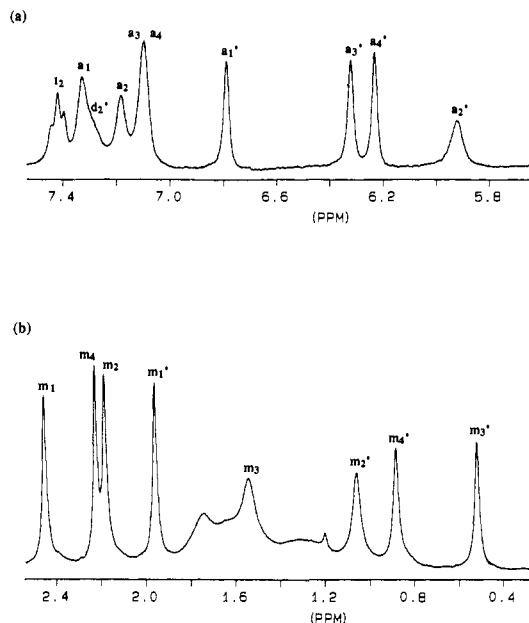 (a)
a₃ a₄
a₁'
a₃' a₄'
a₁
a₂
a₂'
d₂'
7.4 7.0 6.6 6.2 5.8
(PPM)
(b)
m₄
m₂
m₁
m₁'
m₃
m₂'
m₄'
m₃'
2.4 2.0 1.6 1.2 0.8 0.4
(PPM)